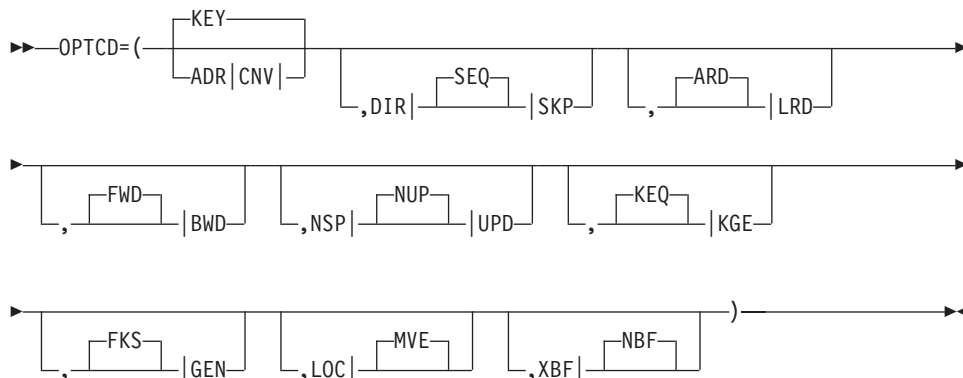 OPTCD=( KEY ADR|CNV| ,DIR| SEQ |SKP , ARD |LRD
, FWD |BWD ,NSP| NUP |UPD , KEQ |KGE
, FKS |GEN ,LOC| MVE ,XBF| NBF )